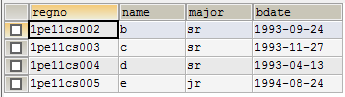 regno name major bdate
1pe11cs002 b sr 1993-09-24
1pe11cs003 c sr 1993-11-27
1pe11cs004 d sr 1993-04-13
1pe11cs005 e jr 1994-08-24